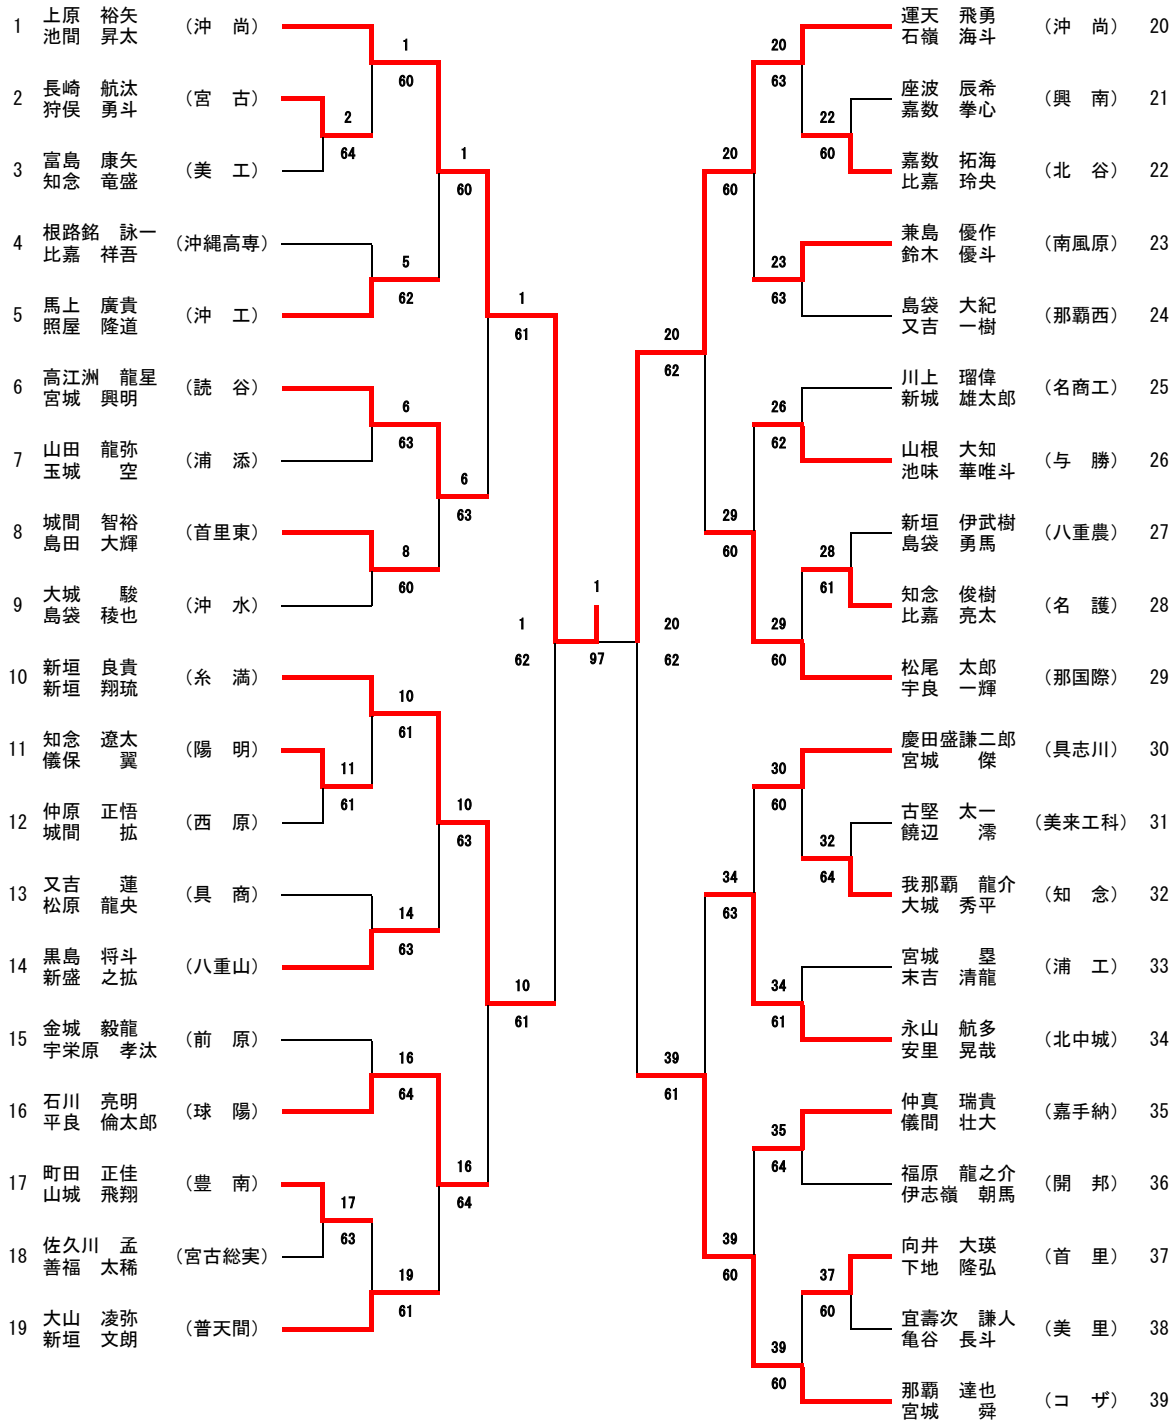 1 上原 裕矢 (沖 尚)
池間 昇太
2 長崎 航汰 (宮 古)
狩俣 勇斗
3 富島 康矢 (美 工)
知念 竜盛
4 根路銘 詠一 (沖縄高専)
比嘉 祥吾
5 馬上 廣貴 (沖 工)
照屋 隆道
6 高江洲 龍星 (読 谷)
宮城 興明
7 山田 龍弥 (浦 添)
玉城 空
8 城間 智裕 (首里東)
島田 大輝
9 大城 駿 (沖 水)
島袋 稜也
10 新垣 良貴 (糸 満)
新垣 翔琉
11 知念 遼太 (陽 明)
儀保 翼
12 仲原 正悟 (西 原)
城間 拡
13 又吉 蓮 (具 商)
松原 龍央
14 黒島 将斗 (八重山)
新盛 之拡
15 金城 毅龍 (前 原)
宇栄原 孝汰
16 石川 亮明 (球 陽)
平良 倫太郎
17 町田 正佳 (豊 南)
山城 飛翔
18 佐久川 孟 (宮古総実)
善福 太稀
19 大山 凌弥 (普天間)
新垣 文朗
2
64
11
61
17
63
1
60
5
62
6
63
8
60
10
61
14
63
16
64
19
61
1
60
6
63
10
63
16
64
1
61
10
61
1
62
1
97
20
62
20
62
39
61
20
60
29
60
34
63
39
60
20
63
23
63
26
62
29
60
30
60
34
61
35
64
39
60
22
60
28
61
32
64
37
60
運天 飛勇 (沖 尚) 20
石嶺 海斗
座波 辰希 (興 南) 21
嘉数 拳心
嘉数 拓海 (北 谷) 22
比嘉 玲央
兼島 優作 (南風原) 23
鈴木 優斗
島袋 大紀 (那覇西) 24
又吉 一樹
川上 瑠偉 (名商工) 25
新城 雄太郎
山根 大知 (与 勝) 26
池味 華唯斗
新垣 伊武樹 (八重農) 27
島袋 勇馬
知念 俊樹 (名 護) 28
比嘉 亮太
松尾 太郎 (那国際) 29
宇良 一輝
慶田盛謙二郎 (具志川) 30
宮城 傑
古堅 太一 (美来工科) 31
饒辺 澪
我那覇 龍介 (知 念) 32
大城 秀平
宮城 塁 (浦 工) 33
末吉 清龍
永山 航多 (北中城) 34
安里 晃哉
仲真 瑞貴 (嘉手納) 35
儀間 壮大
福原 龍之介 (開 邦) 36
伊志嶺 朝馬
向井 大瑛 (首 里) 37
下地 隆弘
宜壽次 謙人 (美 里) 38
亀谷 長斗
那覇 達也 (コ ザ) 39
宮城 舜